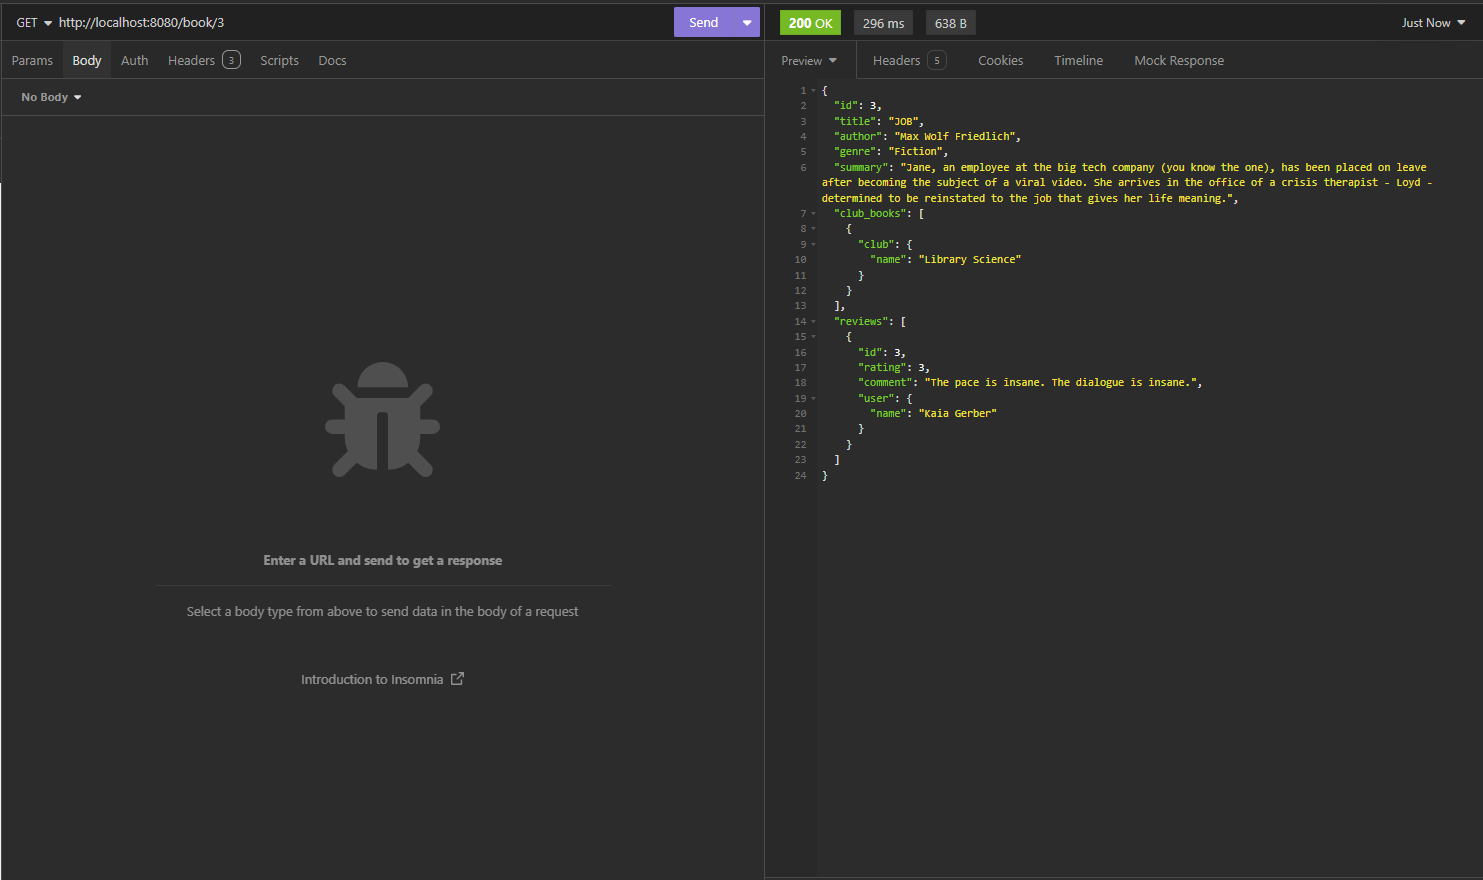 GET http://localhost:8080/book/3 Send
Params Body Auth Headers 3 Scripts Docs
No Body
Enter a URL and send to get a response
Select a body type from above to send data in the body of a request
Introduction to Insomnia
200 OK 296 ms 638 B Just Now
Preview Headers 5 Cookies Timeline Mock Response
1 {
2 "id": 3,
3 "title": "JOB",
4 "author": "Max Wolf Friedlich",
5 "genre": "Fiction",
6 "summary": "Jane, an employee at the big tech company (you know the one), has been placed on leave
after becoming the subject of a viral video. She arrives in the office of a crisis therapist - Loyd -
determined to be reinstated to the job that gives her life meaning.",
7 "club_books": [
8 {
9 "club": {
10 "name": "Library Science"
11 }
12 }
13 ],
14 "reviews": [
15 {
16 "id": 3,
17 "rating": 3,
18 "comment": "The pace is insane. The dialogue is insane.",
19 "user": {
20 "name": "Kaia Gerber"
21 }
22 }
23 ]
24 }